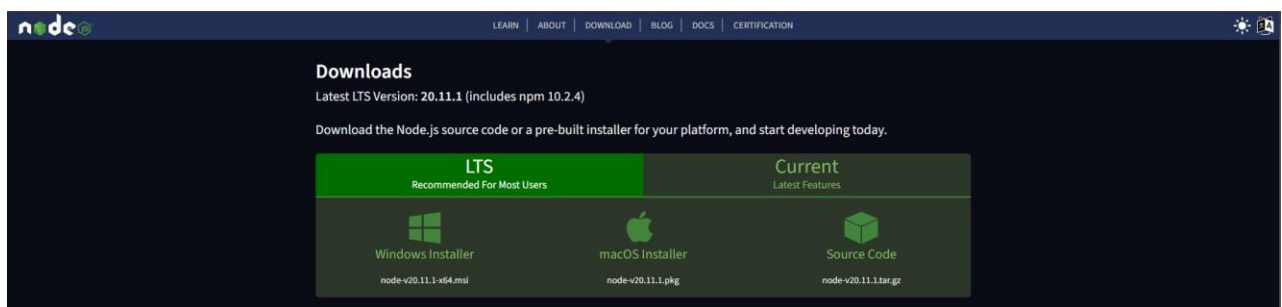 node
LEARN | ABOUT | DOWNLOAD | BLOG | DOCS | CERTIFICATION
Downloads
Latest LTS Version: 20.11.1 (includes npm 10.2.4)
Download the Node.js source code or a pre-built installer for your platform, and start developing today.
LTS
Recommended For Most Users
Current
Latest Features
Windows Installer
macOS Installer
Source Code
node-v20.11.1-x64.msi
node-v20.11.1.pkg
node-v20.11.1.tar.gz